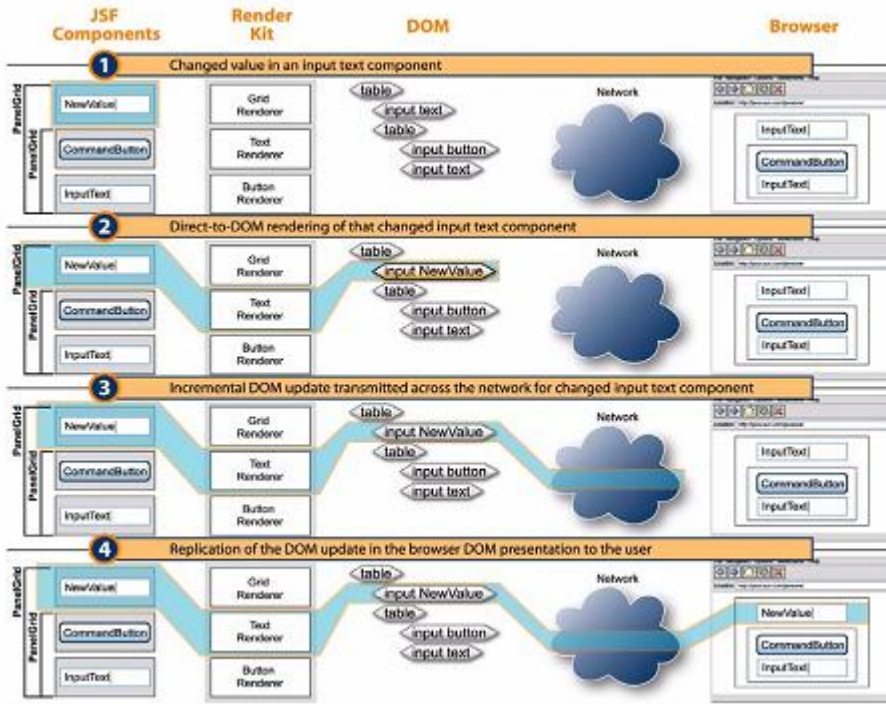 JSF Components
Render Kit
DOM
Browser
1 Changed value in an input text component
PanelGrid
PanelGrid
NewValue
CommandButton
InputText
Grid Renderer
Text Renderer
Button Renderer
table
input text
table
input button
input text
Network
InputText
CommandButton
InputText
2 Direct-to-DOM rendering of that changed input text component
PanelGrid
PanelGrid
NewValue
CommandButton
InputText
Grid Renderer
Text Renderer
Button Renderer
table
input NewValue
table
input button
input text
Network
InputText
CommandButton
InputText
3 Incremental DOM update transmitted across the network for changed input text component
PanelGrid
PanelGrid
NewValue
CommandButton
InputText
Grid Renderer
Text Renderer
Button Renderer
table
input NewValue
table
input button
input text
Network
InputText
CommandButton
InputText
4 Replication of the DOM update in the browser DOM presentation to the user
PanelGrid
PanelGrid
NewValue
CommandButton
InputText
Grid Renderer
Text Renderer
Button Renderer
table
input NewValue
table
input button
input text
Network
NewValue
CommandButton
InputText